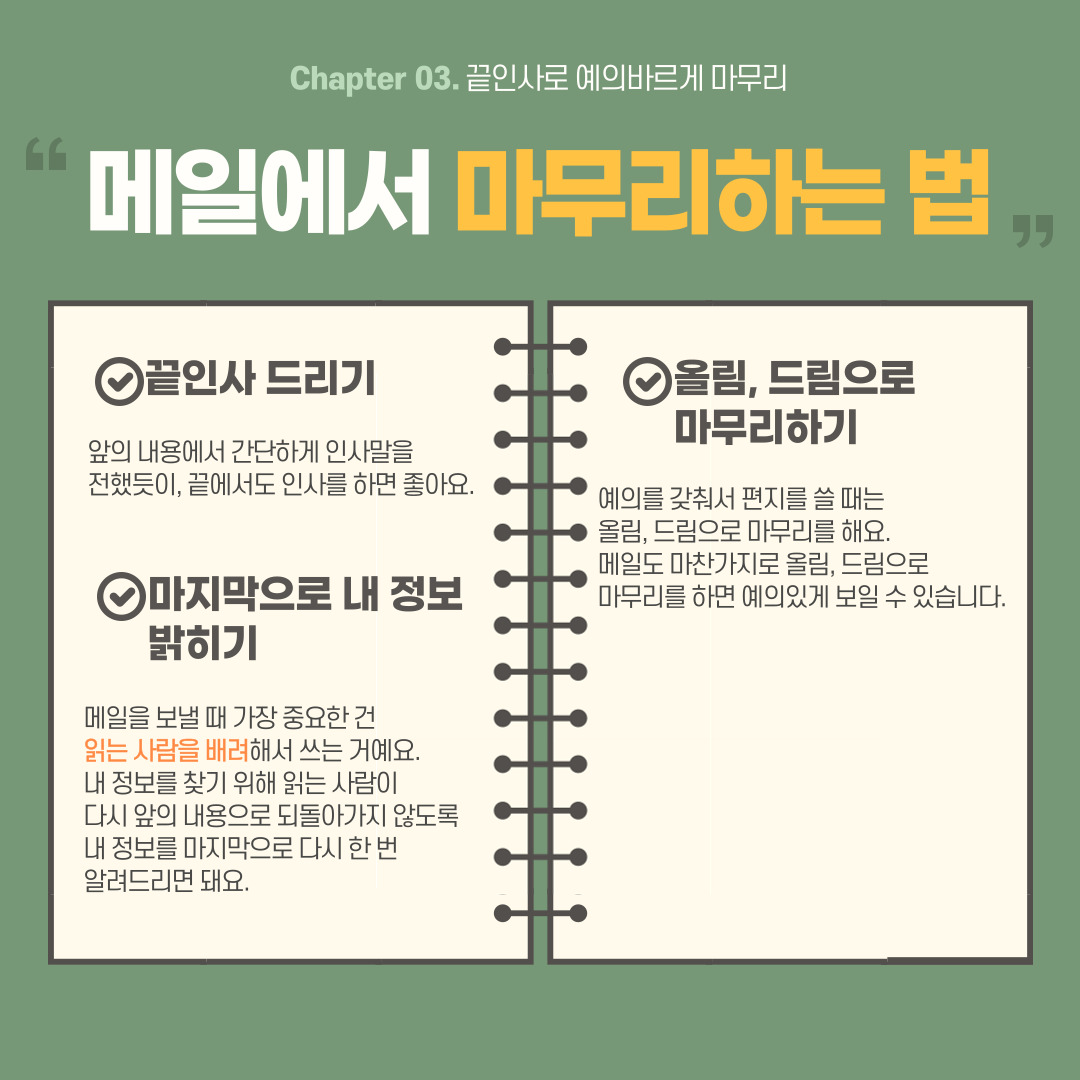 Chapter 03. 끝인사로 예의바르게 마무리
“메일에서 마무리하는 법”
끝인사 드리기
앞의 내용에서 간단하게 인사말을
전했듯이, 끝에서도 인사를 하면 좋아요.
마지막으로 내 정보
밝히기
메일을 보낼 때 가장 중요한 건
읽는 사람을 배려해서 쓰는 거예요.
내 정보를 찾기 위해 읽는 사람이
다시 앞의 내용으로 되돌아가지 않도록
내 정보를 마지막으로 다시 한 번
알려드리면 돼요.
올림, 드림으로
마무리하기
예의를 갖춰서 편지를 쓸 때는
올림, 드림으로 마무리를 해요.
메일도 마찬가지로 올림, 드림으로
마무리를 하면 예의있게 보일 수 있습니다.